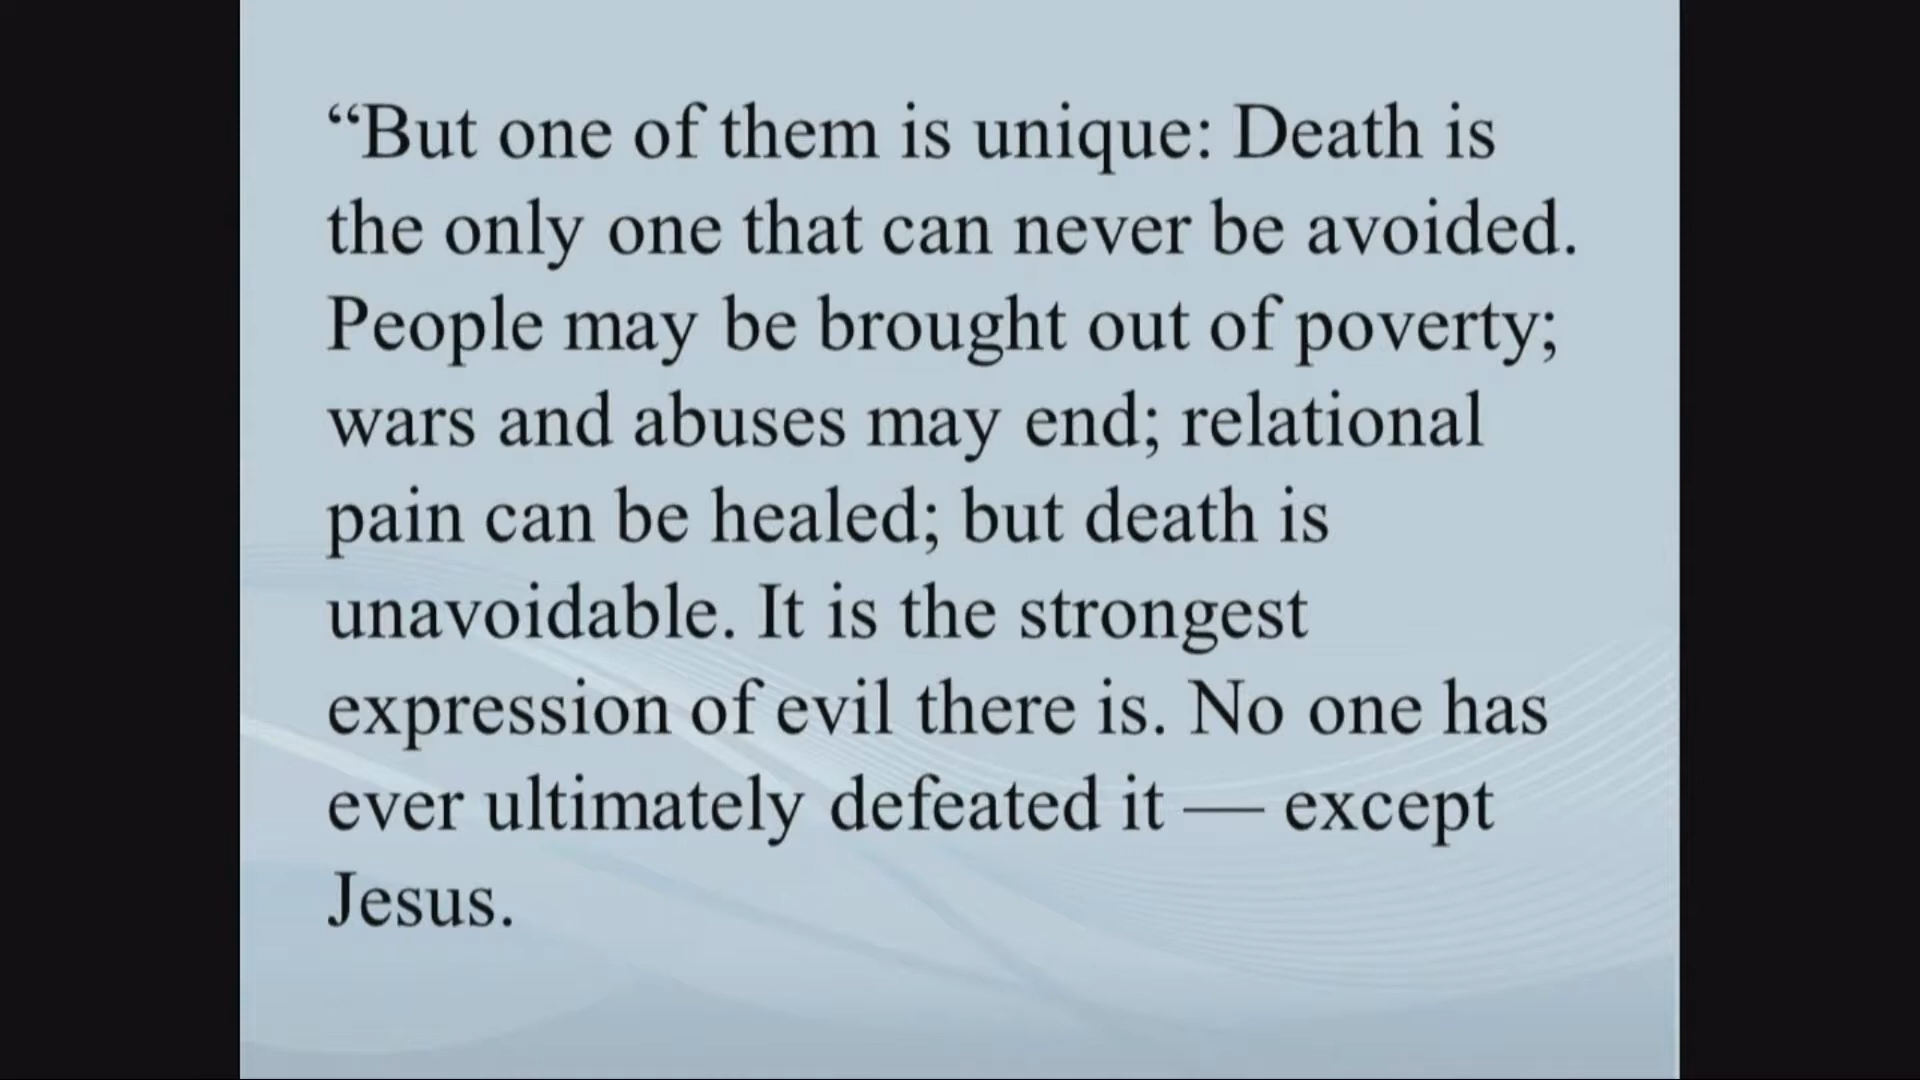 “But one of them is unique: Death is
the only one that can never be avoided.
People may be brought out of poverty;
wars and abuses may end; relational
pain can be healed; but death is
unavoidable. It is the strongest
expression of evil there is. No one has
ever ultimately defeated it — except
Jesus.